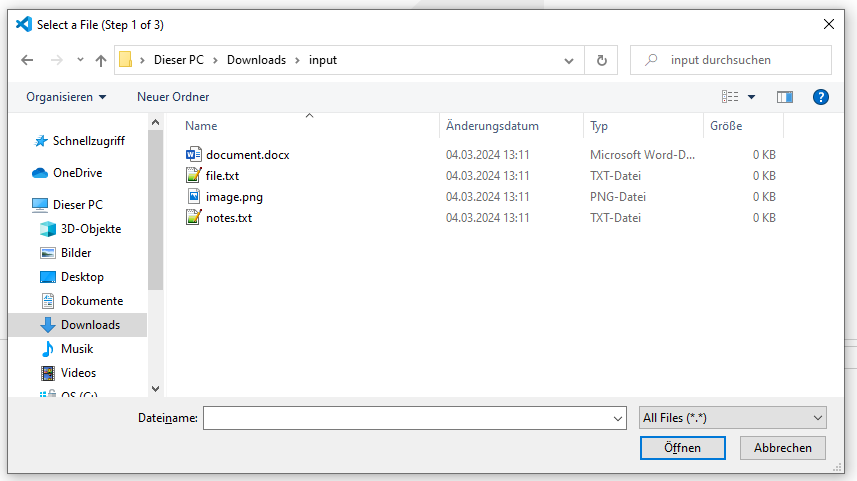 Select a File (Step 1 of 3)
Dieser PC > Downloads > input
input durchsuchen
Organisieren
Neuer Ordner
Name Änderungsdatum Typ Größe
document.docx 04.03.2024 13:11 Microsoft Word-D... 0 KB
file.txt 04.03.2024 13:11 TXT-Datei 0 KB
image.png 04.03.2024 13:11 PNG-Datei 0 KB
notes.txt 04.03.2024 13:11 TXT-Datei 0 KB
Schnellzugriff
OneDrive
Dieser PC
3D-Objekte
Bilder
Desktop
Dokumente
Downloads
Musik
Videos
OS (C:)
Dateiname:
All Files (*.*)
Öffnen
Abbrechen